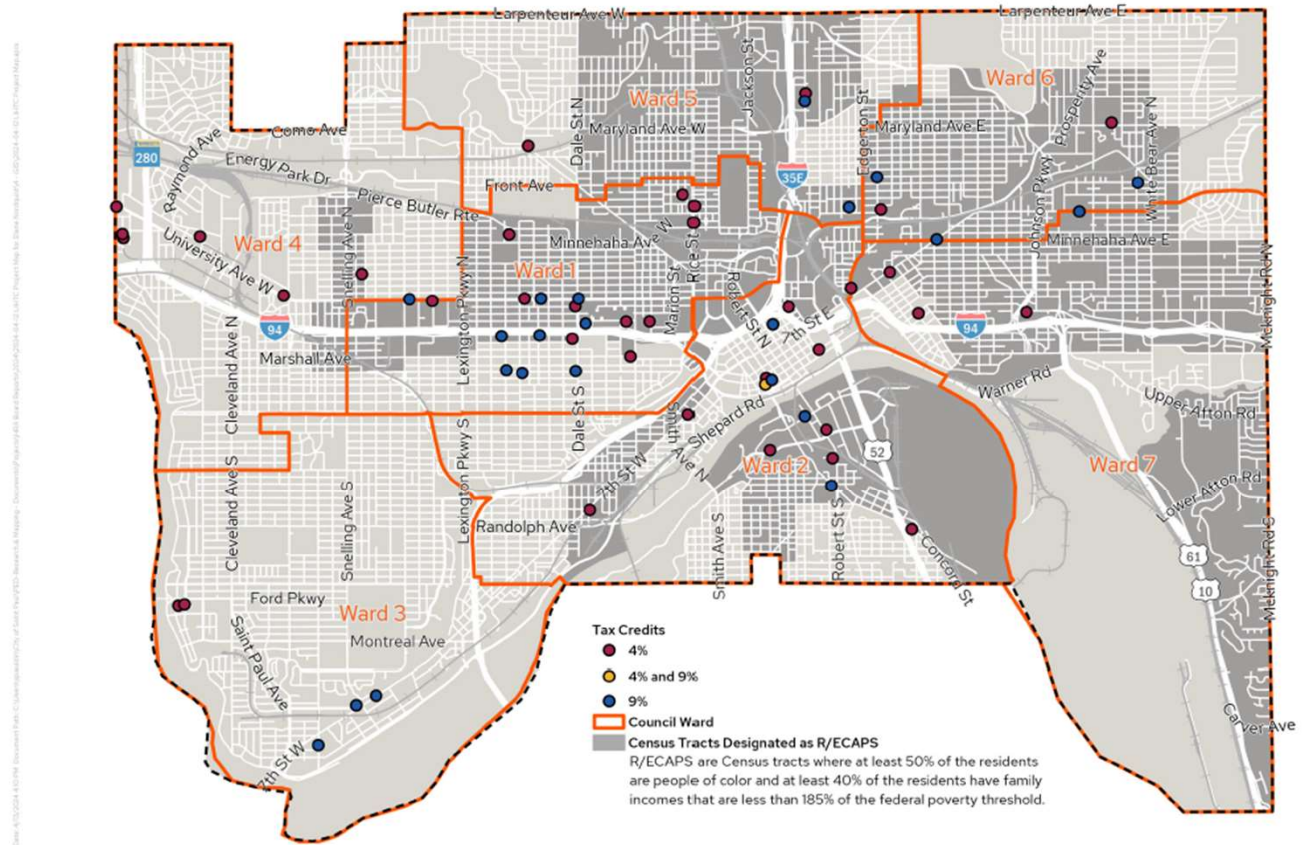 Larpenteur Ave W
Larpenteur Ave E
Ward 6
Prosperity Ave
Jackson St
Ward 5
Dale St N
Maryland Ave W
Edgerton St
Maryland Ave E
White Bear Ave N
Como Ave
280
Raymond Ave
Energy Park Dr
Front Ave
35E
Johnson Pkwy
Pierce Butler Rte
University Ave W
Ward 4
Snelling Ave N
Minnehaha Ave W
Rice St
Minnehaha Ave E
Ward 1
Lexington Pkwy N
Marion St
Robert St N
7th St E
McKnight Rd N
94
94
Cleveland Ave N
Marshall Ave
Warner Rd
Upper Afton Rd
Dale St S
Smith Ave N
Shepard Rd
52
Ward 2
Ward 7
Lower Afton Rd
Cleveland Ave S
Snelling Ave S
Lexington Pkwy S
7th St W
Randolph Ave
Smith Ave S
Robert St S
Concord St
McKnight Rd S
61
10
Ford Pkwy
Ward 3
Montreal Ave
Saint Paul Ave
7th St W
Carver Ave
Tax Credits
4%
4% and 9%
9%
Council Ward
Census Tracts Designated as R/ECAPS
R/ECAPS are Census tracts where at least 50% of the residents
are people of color and at least 40% of the residents have family
incomes that are less than 185% of the federal poverty threshold.